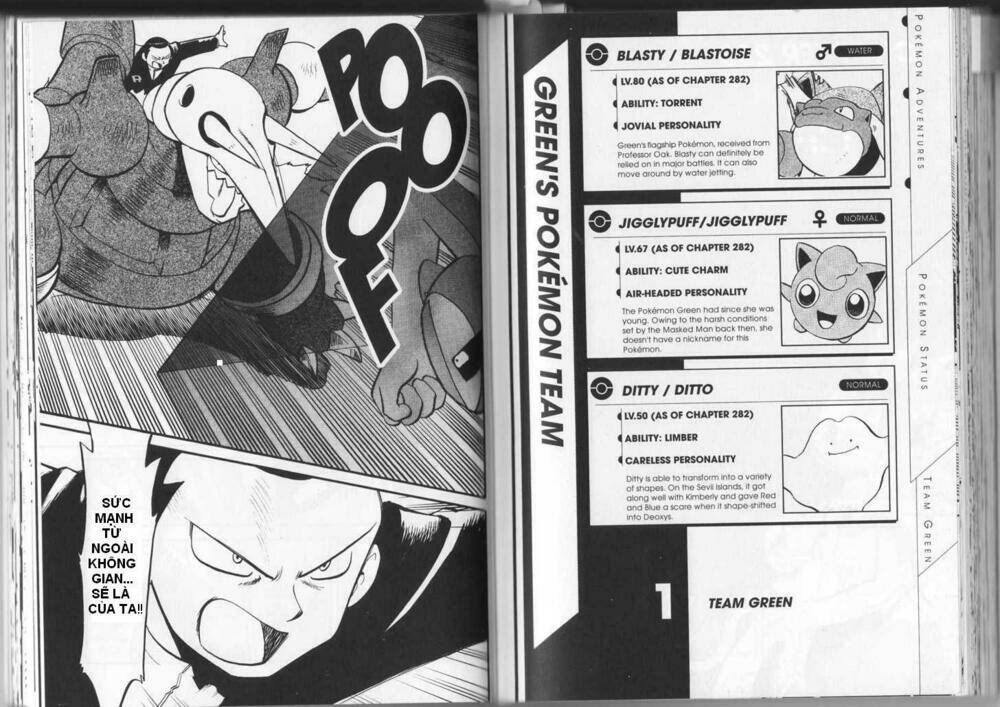 POOOF
SỨC
MẠNH
TỪ
NGOÀI
KHÔNG
GIAN...
SẼ LÀ
CỦA TA!!
GREEN'S POKÉMON TEAM
BLASTY / BLASTOISE
♂ WATER
LV.80 (AS OF CHAPTER 282)
ABILITY: TORRENT
JOVIAL PERSONALITY
Green's flagship Pokémon, received from
Professor Oak. Blasty can definitely be
relied on in major battles. It can also
move around by water jetting.
JIGGLYPUFF/JIGGLYPUFF
♀ NORMAL
LV.67 (AS OF CHAPTER 282)
ABILITY: CUTE CHARM
AIR-HEADED PERSONALITY
The Pokémon Green had since she was
young. Owing to the harsh conditions
set by the Masked Man back then, she
doesn't have a nickname for this
Pokémon.
DITTY / DITTO
NORMAL
LV.50 (AS OF CHAPTER 282)
ABILITY: LIMBER
CARELESS PERSONALITY
Ditty is able to transform into a variety
of shapes. On the Sevii Islands, it got
along well with Kimberly and gave Red
and Blue a scare when it shape-shifted
into Deoxys.
1
TEAM GREEN
POKÉMON ADVENTURES
POKÉMON STATUS
TEAM GREEN